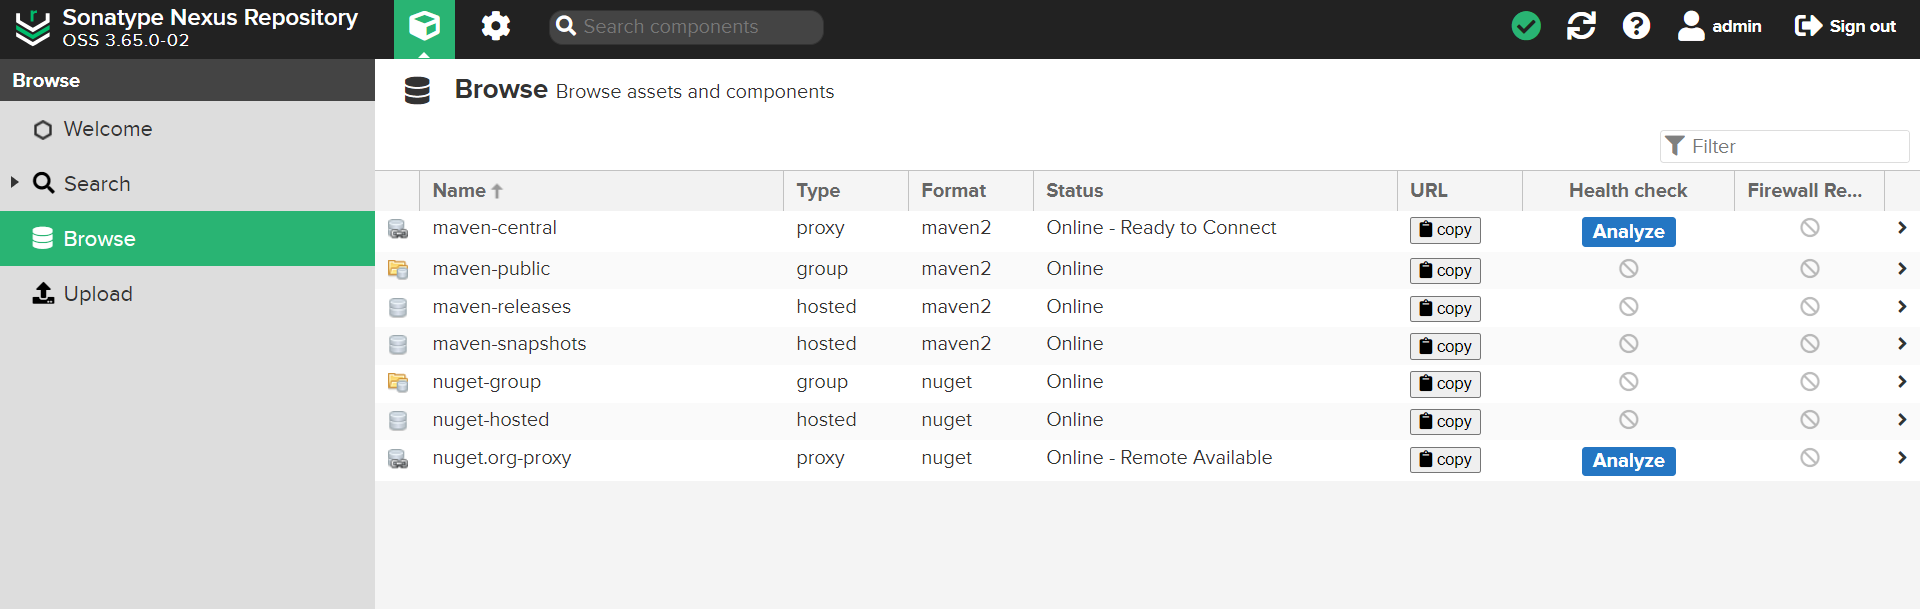 Sonatype Nexus Repository
OSS 3.65.0-02
Search components
admin
Sign out
Browse
Welcome
Search
Browse
Upload
Browse Browse assets and components
Filter
Name Type Format Status URL Health check Firewall Re...
maven-central proxy maven2 Online - Ready to Connect copy Analyze
maven-public group maven2 Online copy
maven-releases hosted maven2 Online copy
maven-snapshots hosted maven2 Online copy
nuget-group group nuget Online copy
nuget-hosted hosted nuget Online copy
nuget.org-proxy proxy nuget Online - Remote Available copy Analyze